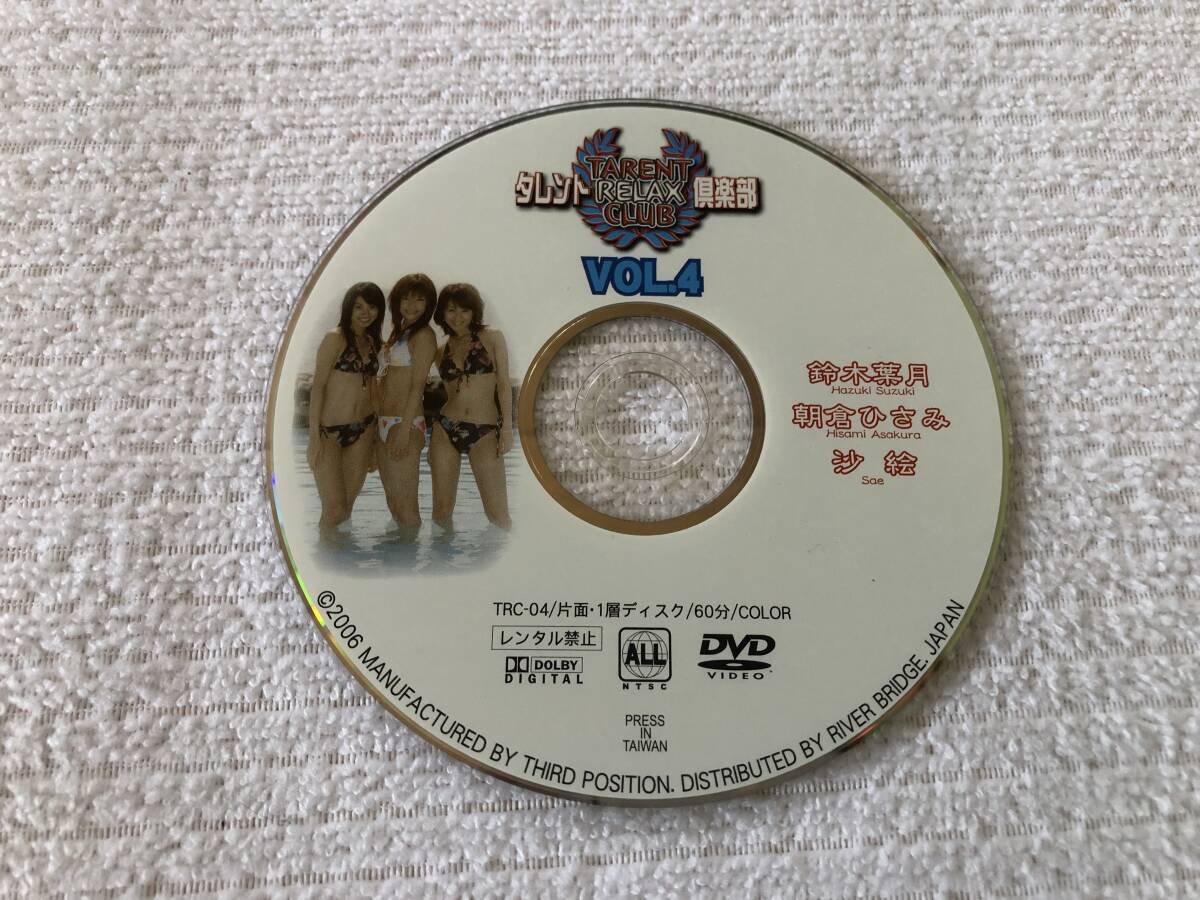 タレント TARENT RELAX CLUB 倶楽部
VOL.4
鈴木葉月
Hazuki Suzuki
朝倉ひさみ
Hisami Asakura
沙絵
Sae
TRC-04/片面・1層ディスク/60分/COLOR
レンタル禁止
DOLBY
DIGITAL
ALL
NTSC
DVD
VIDEO
PRESS
IN
TAIWAN
©2006 MANUFACTURED BY THIRD POSITION. DISTRIBUTED BY RIVER BRIDGE. JAPAN